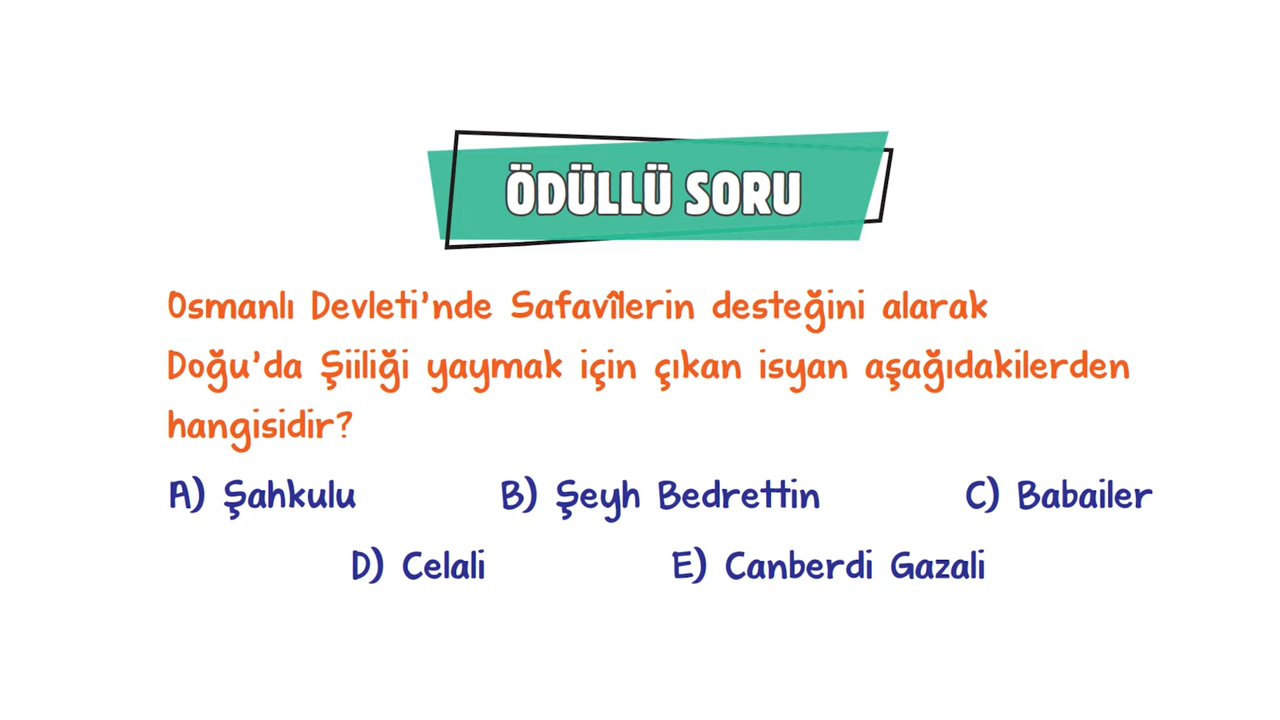 ÖDÜLLÜ SORU
Osmanlı Devleti'nde Safavîlerin desteğini alarak
Doğu'da Şiiliği yaymak için çıkan isyan aşağıdakilerden
hangisidir?
A) Şahkulu B) Şeyh Bedrettin C) Babailer
D) Celali E) Canberdi Gazali